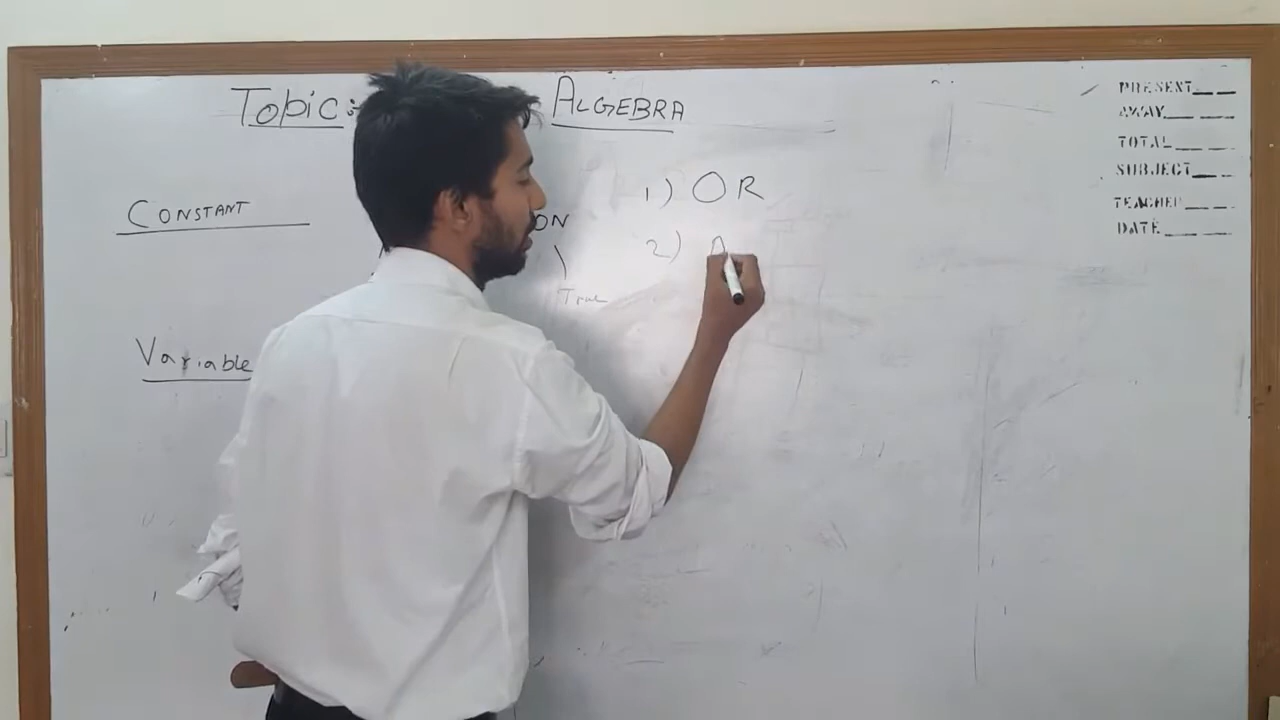 Topic: ALGEBRA
CONSTANT
ON
True
Variable
1) OR
2) A
PRESENT
AWAY
TOTAL
SUBJECT
TEACHER
DATE